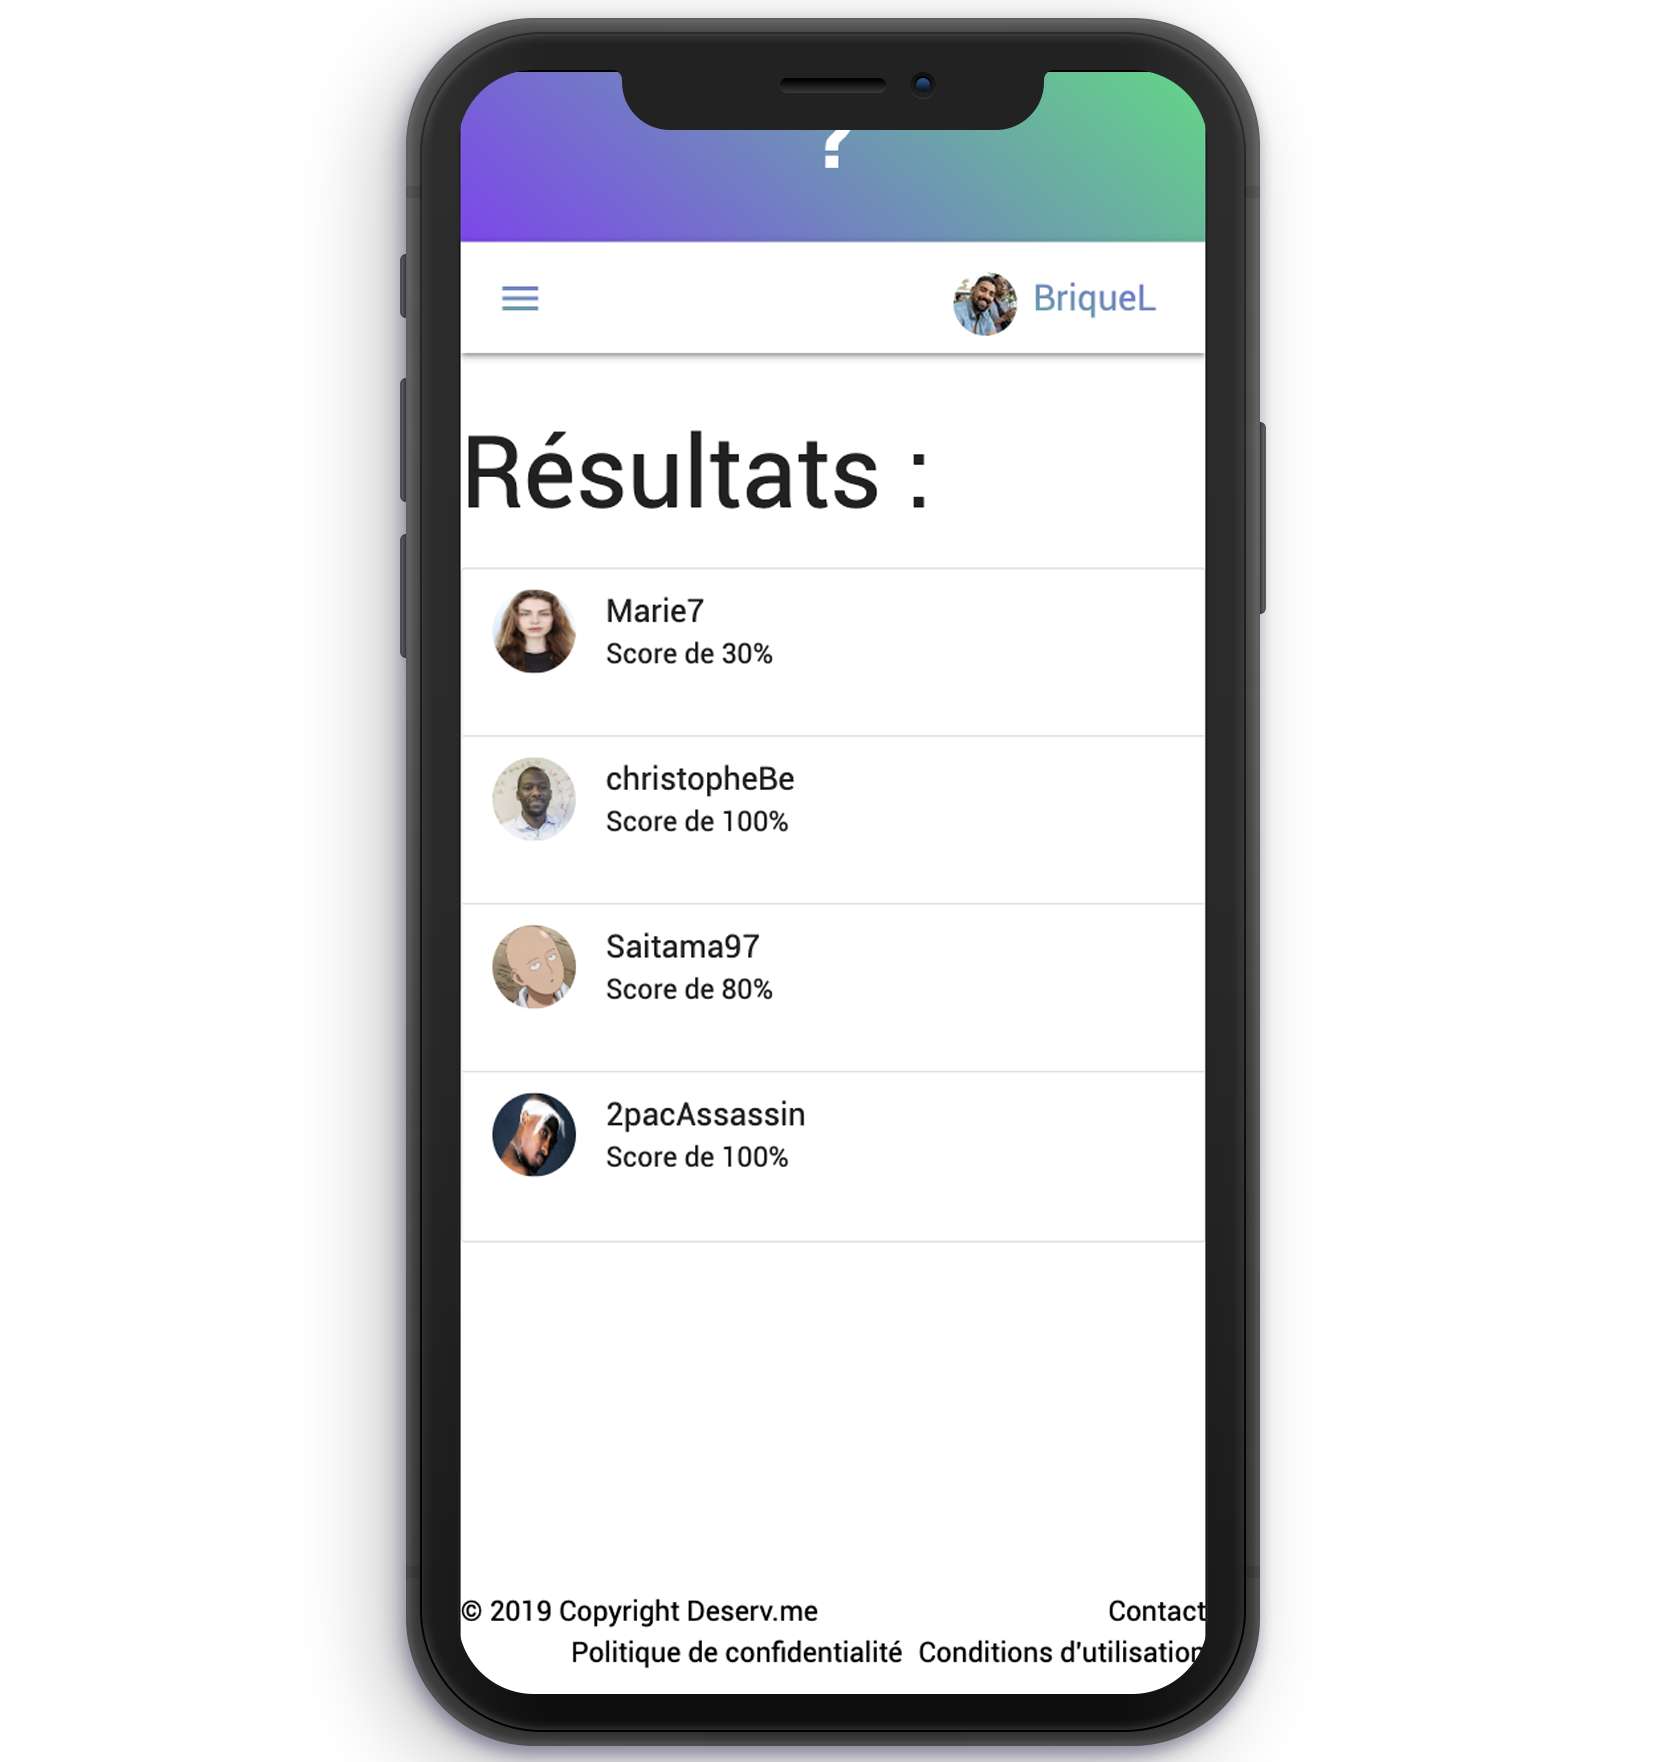 ?
BriqueL
Résultats :
Marie7
Score de 30%
christopheBe
Score de 100%
Saitama97
Score de 80%
2pacAssassin
Score de 100%
© 2019 Copyright Deserv.me Contact
Politique de confidentialité Conditions d'utilisation